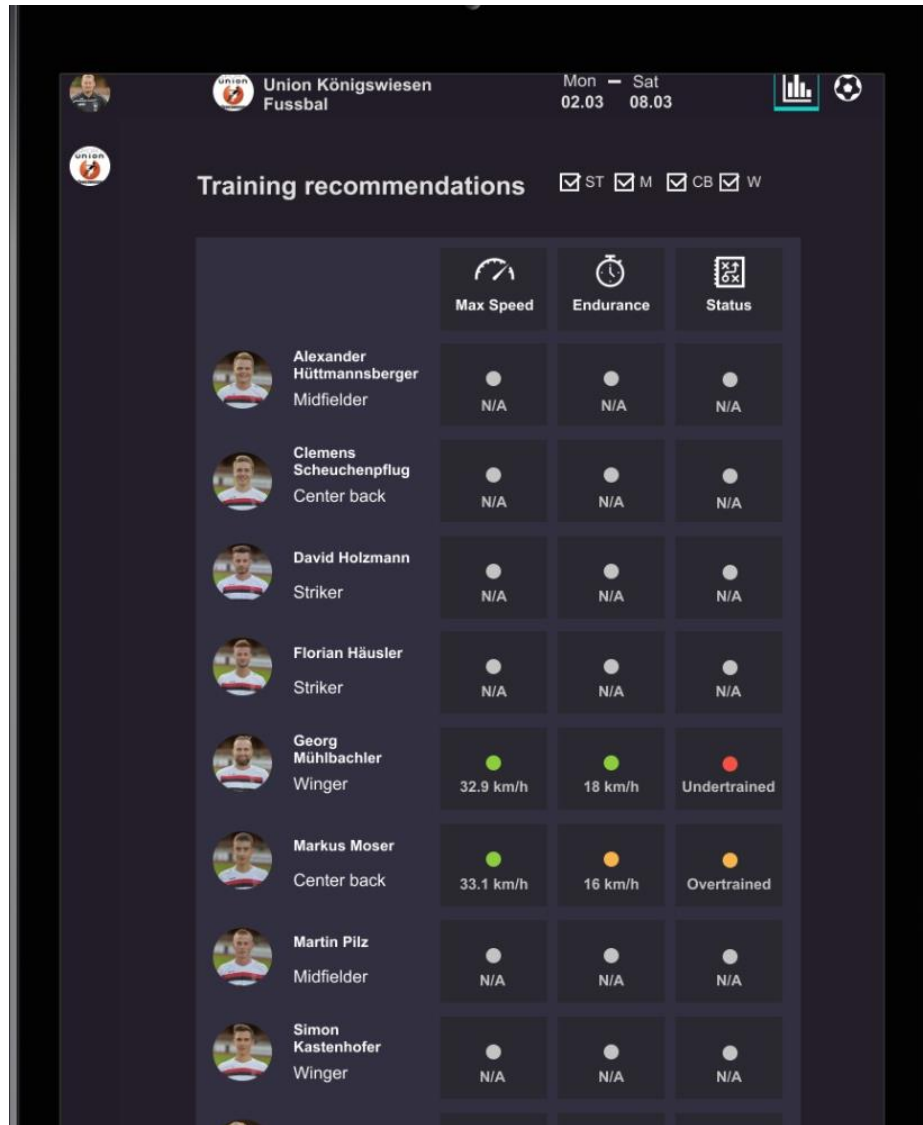 union
Union Königswiesen
Fussbal
Mon – Sat
02.03 08.03
union
Training recommendations
ST M CB W
Max Speed Endurance Status
Alexander
Hüttmannsberger
Midfielder
N/A N/A N/A
Clemens
Scheuchenpflug
Center back
N/A N/A N/A
David Holzmann
Striker
N/A N/A N/A
Florian Häusler
Striker
N/A N/A N/A
Georg
Mühlbachler
Winger
32.9 km/h 18 km/h Undertrained
Markus Moser
Center back
33.1 km/h 16 km/h Overtrained
Martin Pilz
Midfielder
N/A N/A N/A
Simon
Kastenhofer
Winger
N/A N/A N/A